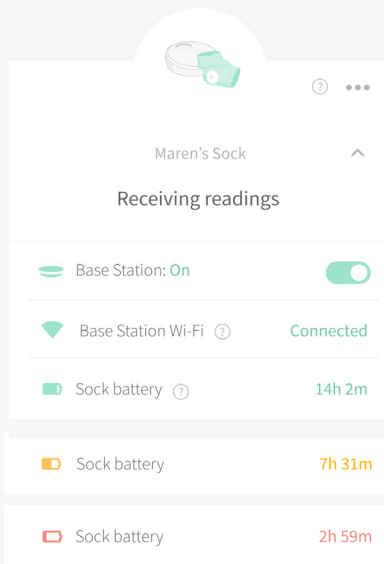 ?
Maren's Sock
Receiving readings
Base Station: On
Base Station Wi-Fi ? Connected
Sock battery ? 14h 2m
Sock battery 7h 31m
Sock battery 2h 59m